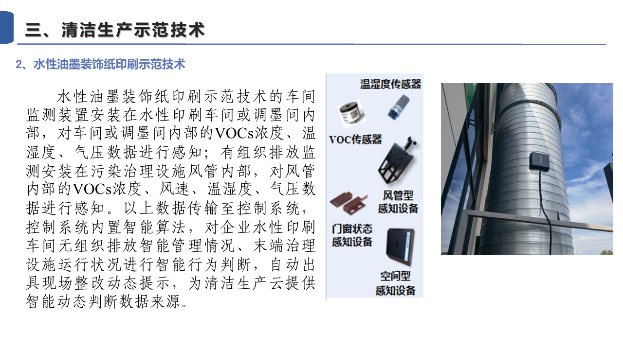 三、清洁生产示范技术
2、水性油墨装饰纸印刷示范技术
水性油墨装饰纸印刷示范技术的车间
监测装置安装在水性印刷车间或调墨间内
部，对车间或调墨间内部的VOCs浓度、温
湿度、气压数据进行感知；有组织排放监
测安装在污染治理设施风管内部，对风管
内部的VOCs浓度、风速、温湿度、气压数
据进行感知。以上数据传输至控制系统，
控制系统内置智能算法，对企业水性印刷
车间无组织排放智能管理情况、末端治理
设施运行状况进行智能行为判断，自动出
具现场整改动态提示，为清洁生产云提供
智能动态判断数据来源。
温湿度传感器
VOC传感器
风管型
感知设备
门窗状态
感知设备
空间型
感知设备